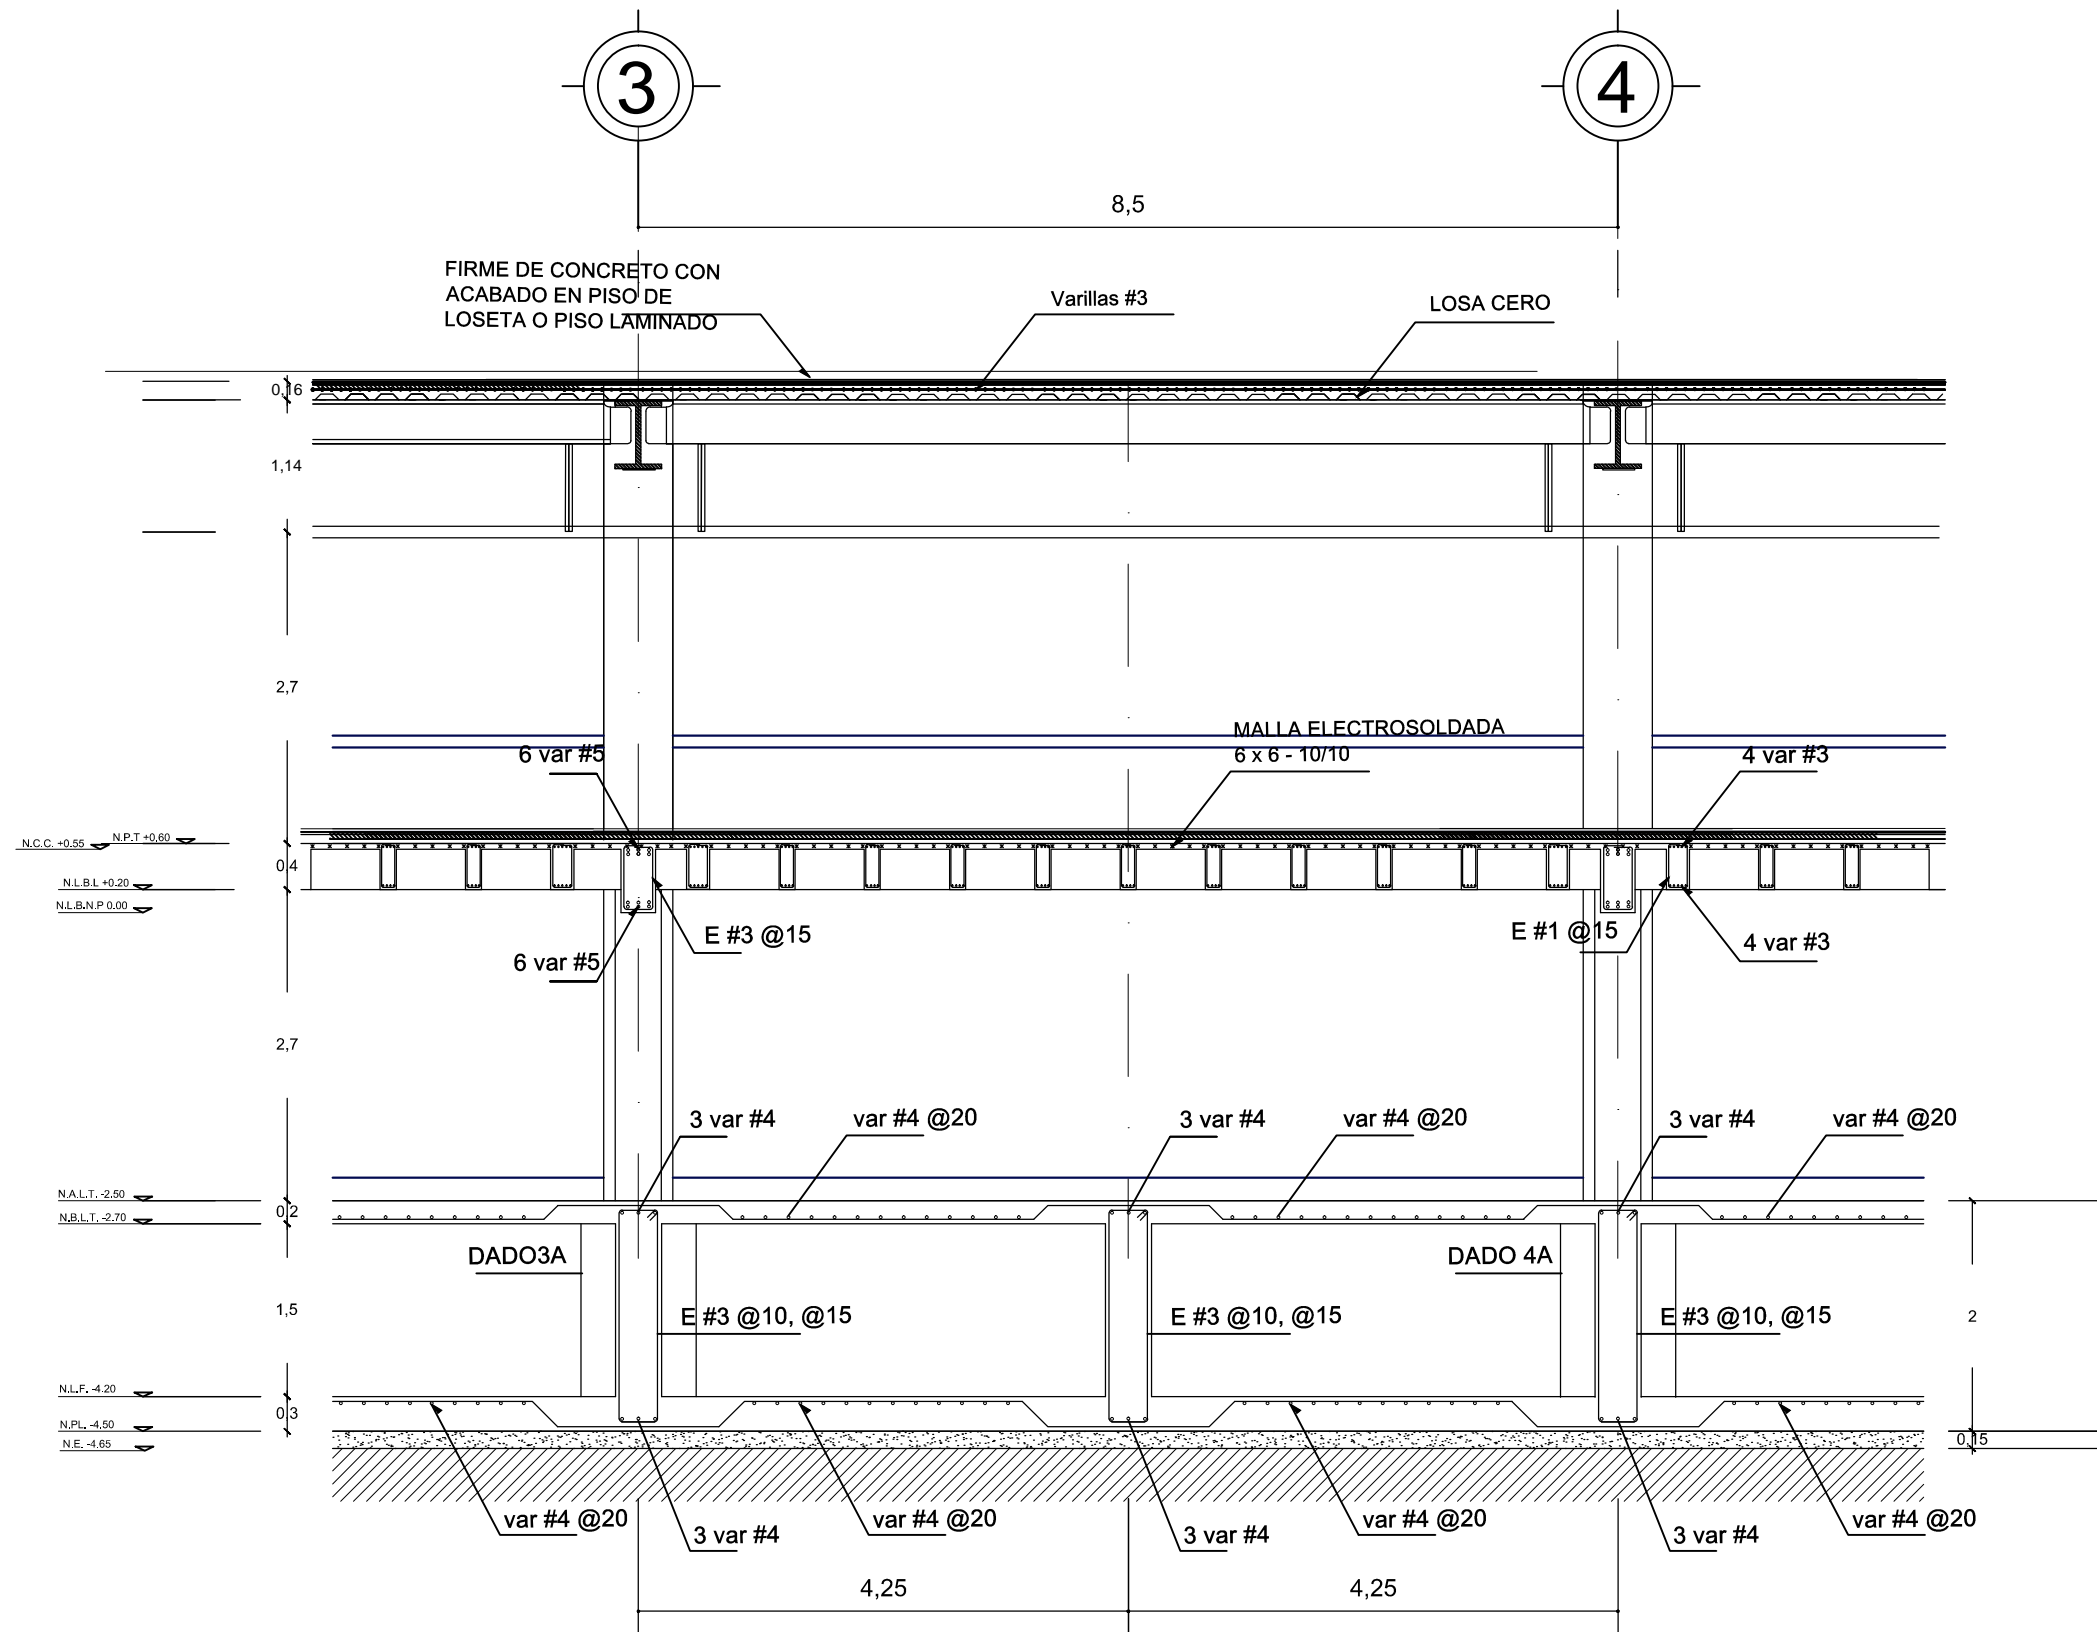 3
4
8,5
FIRME DE CONCRETO CON
ACABADO EN PISO DE
LOSETA O PISO LAMINADO
Varillas #3
LOSA CERO
0,16
1,14
2,7
MALLA ELECTROSOLDADA
6 x 6 - 10/10
6 var #5
4 var #3
N.C.C. +0.55
N.P.T +0,60
0,4
N.L.B.L +0.20
N.L.B.N.P 0.00
E #3 @15
E #1 @15
6 var #5
4 var #3
2,7
3 var #4
var #4 @20
3 var #4
var #4 @20
3 var #4
var #4 @20
N.A.L.T. -2.50
0,2
N.B.L.T. -2.70
DADO3A
DADO 4A
1,5
E #3 @10, @15
E #3 @10, @15
E #3 @10, @15
2
N.L.F. -4.20
0,3
N.PL. -4,50
N.E. -4.65
0,15
var #4 @20
3 var #4
var #4 @20
3 var #4
var #4 @20
3 var #4
var #4 @20
4,25
4,25